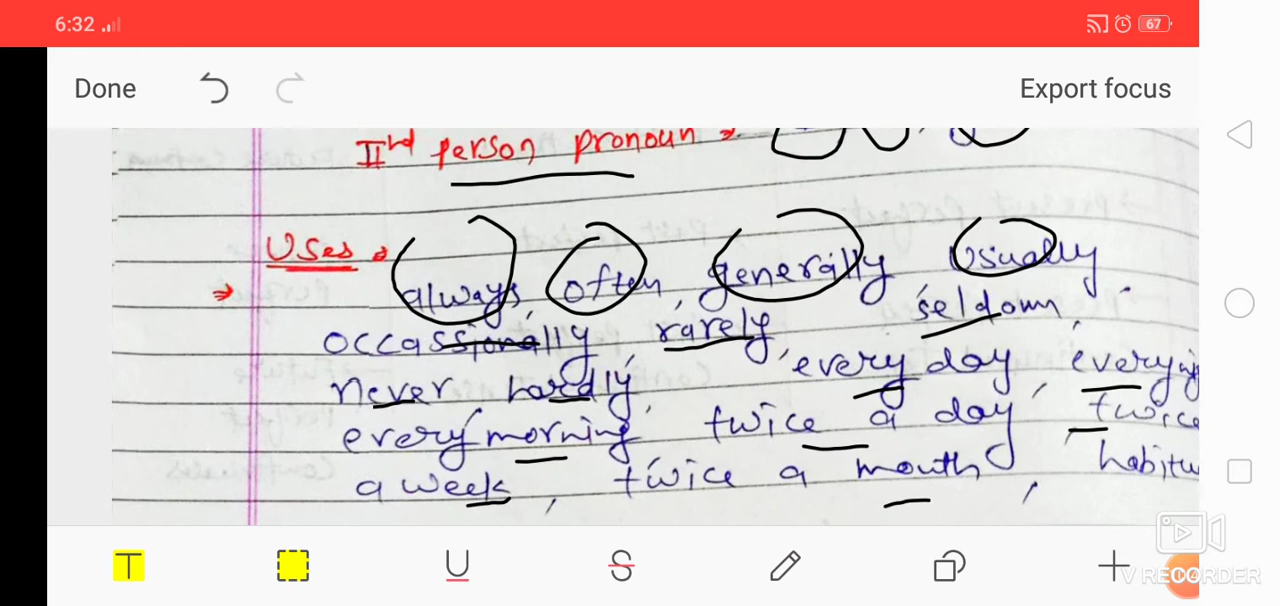 6:32 67
Done Export focus
IInd person pronoun
Uses
always, often, generally Usually
occassionally, rarely, seldom,
never, hardly, every day, every
every morning, twice a day, twice
a week, twice a month, habitu
T U S
V RECORDER